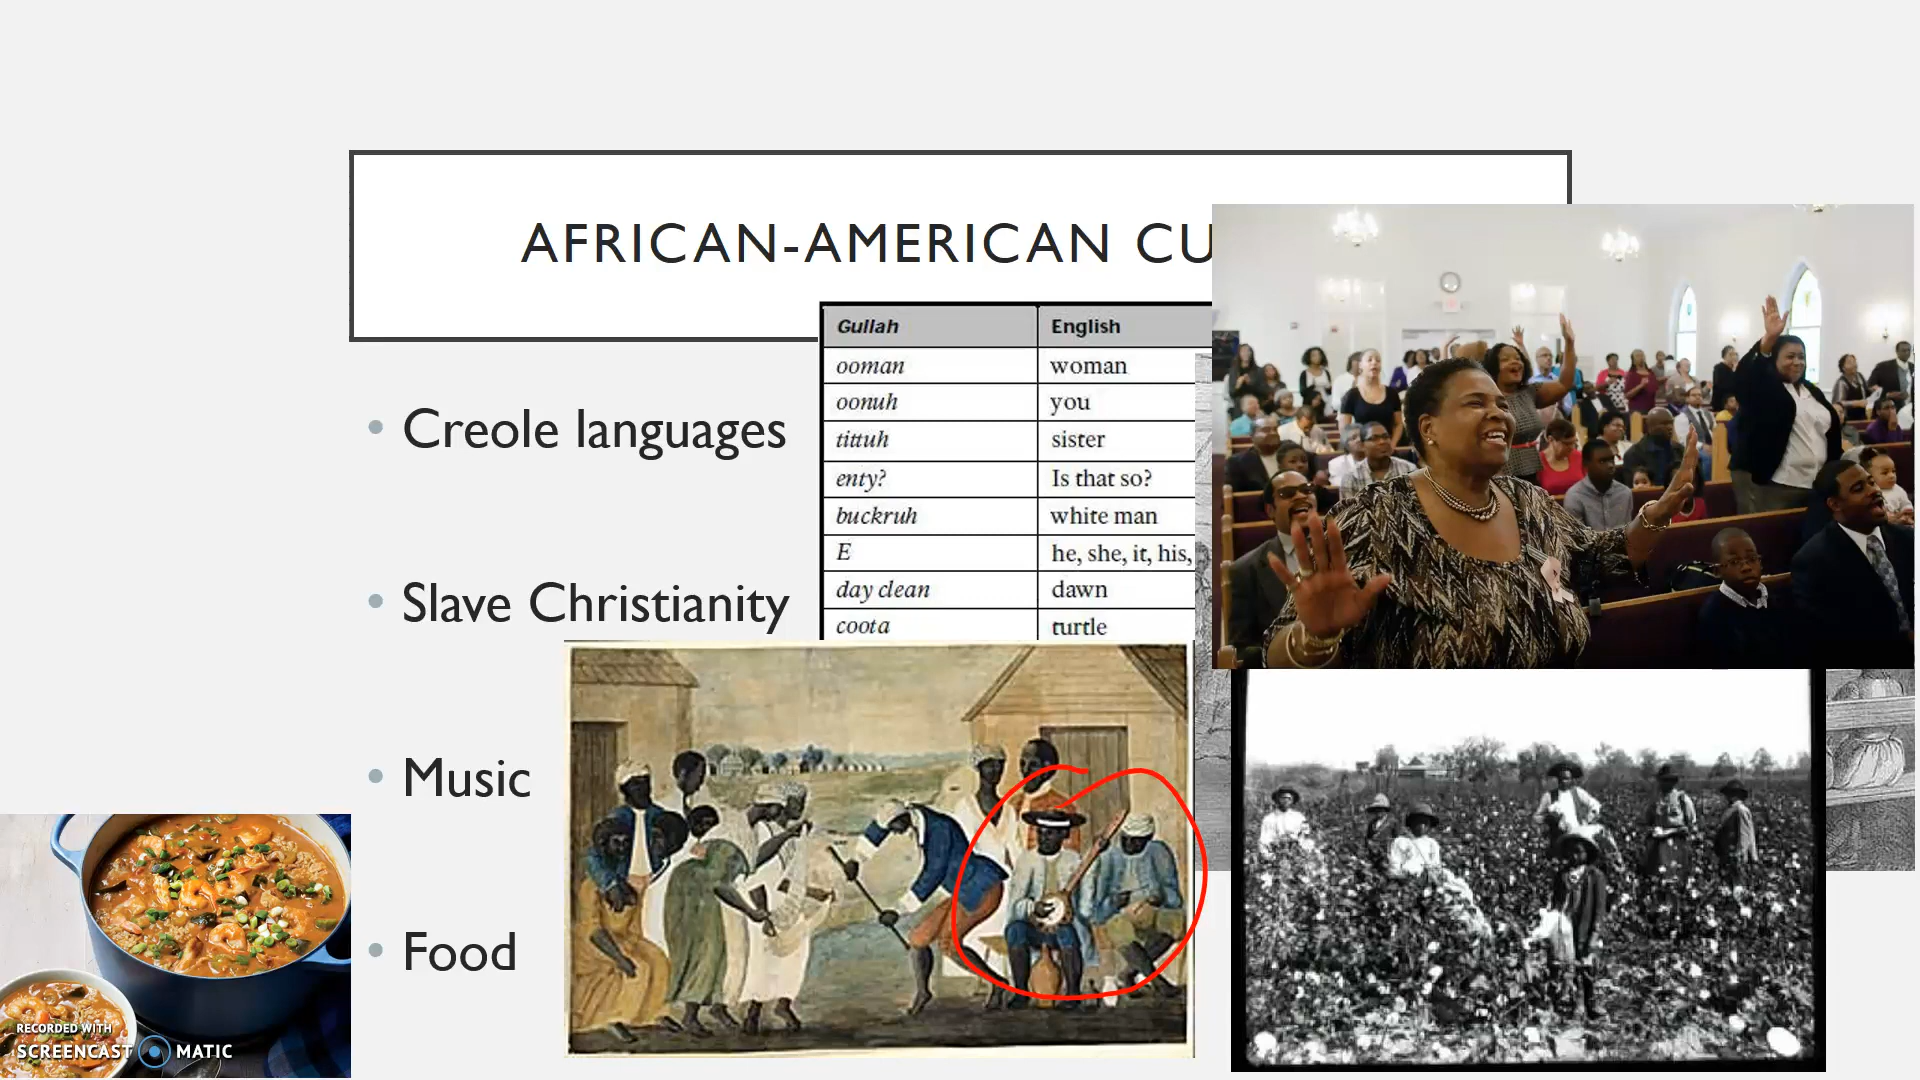 AFRICAN-AMERICAN CU
Gullah English
ooman woman
oonuh you
tittuh sister
enty? Is that so?
buckruh white man
E he, she, it, his,
day clean dawn
coota turtle
• Creole languages
• Slave Christianity
• Music
• Food
RECORDED WITH
SCREENCAST MATIC